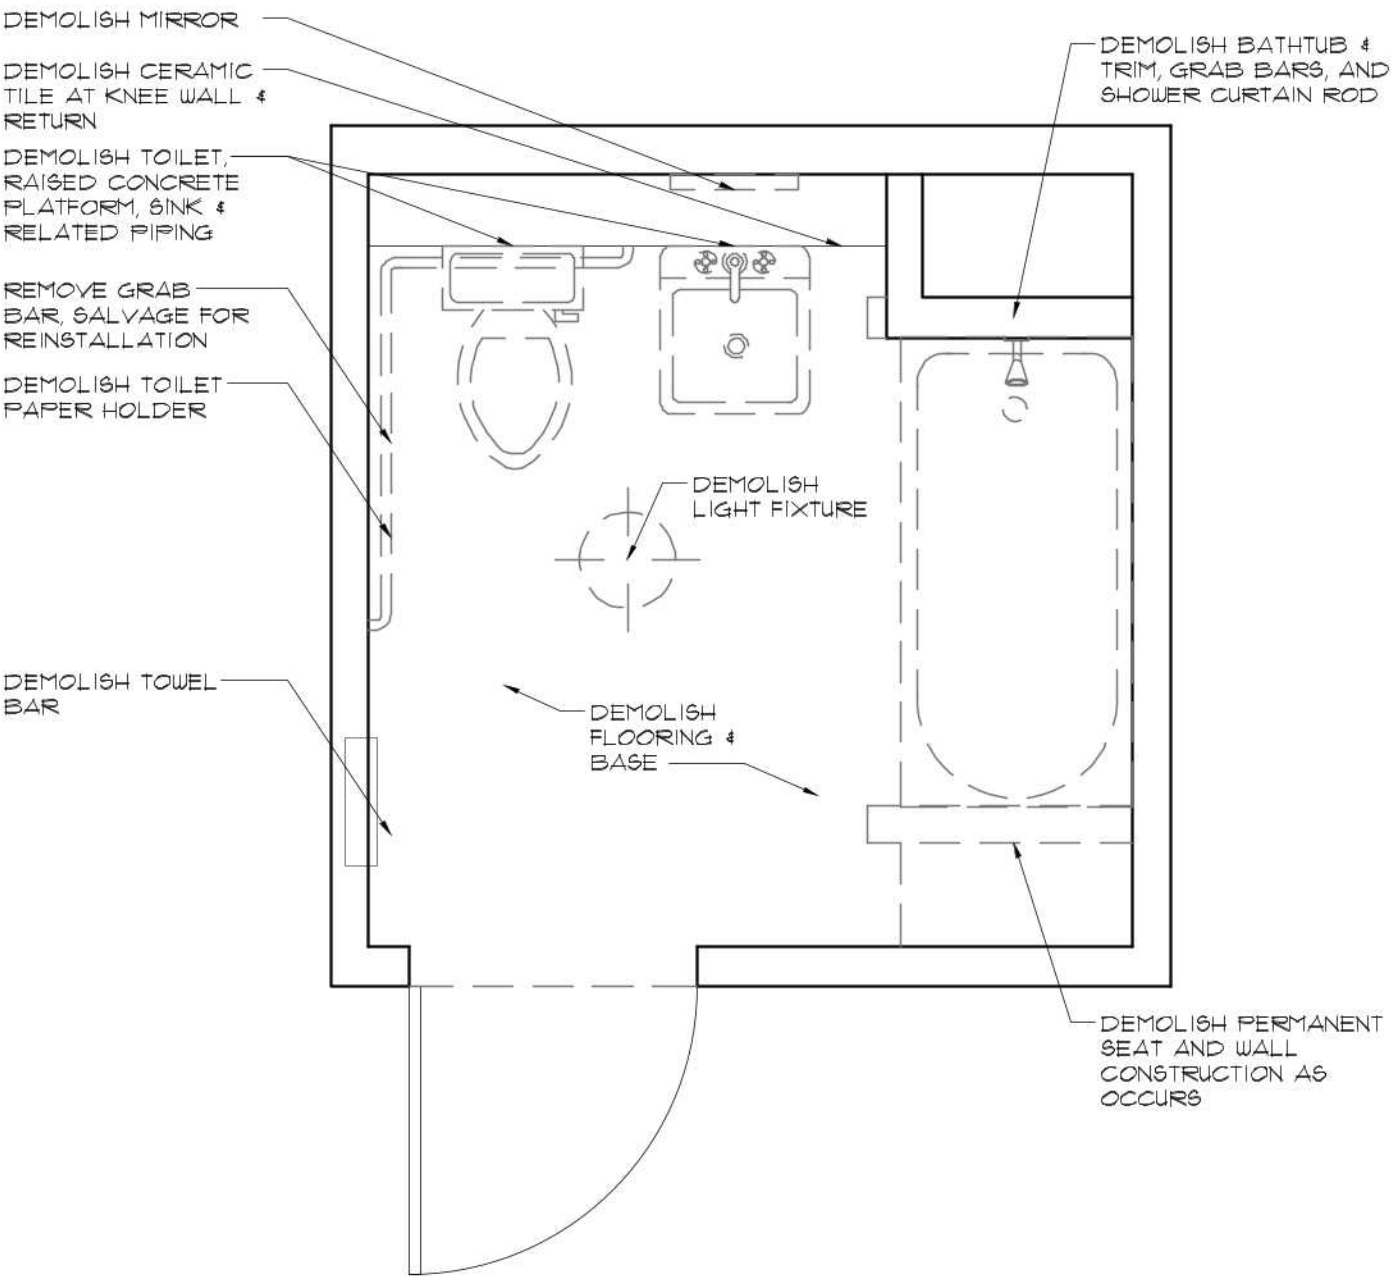 DEMOLISH MIRROR
DEMOLISH CERAMIC
TILE AT KNEE WALL &
RETURN
DEMOLISH TOILET,
RAISED CONCRETE
PLATFORM, SINK &
RELATED PIPING
REMOVE GRAB
BAR, SALVAGE FOR
REINSTALLATION
DEMOLISH TOILET
PAPER HOLDER
DEMOLISH TOWEL
BAR
DEMOLISH BATHTUB &
TRIM, GRAB BARS, AND
SHOWER CURTAIN ROD
DEMOLISH
LIGHT FIXTURE
DEMOLISH
FLOORING &
BASE
DEMOLISH PERMANENT
SEAT AND WALL
CONSTRUCTION AS
OCCURS